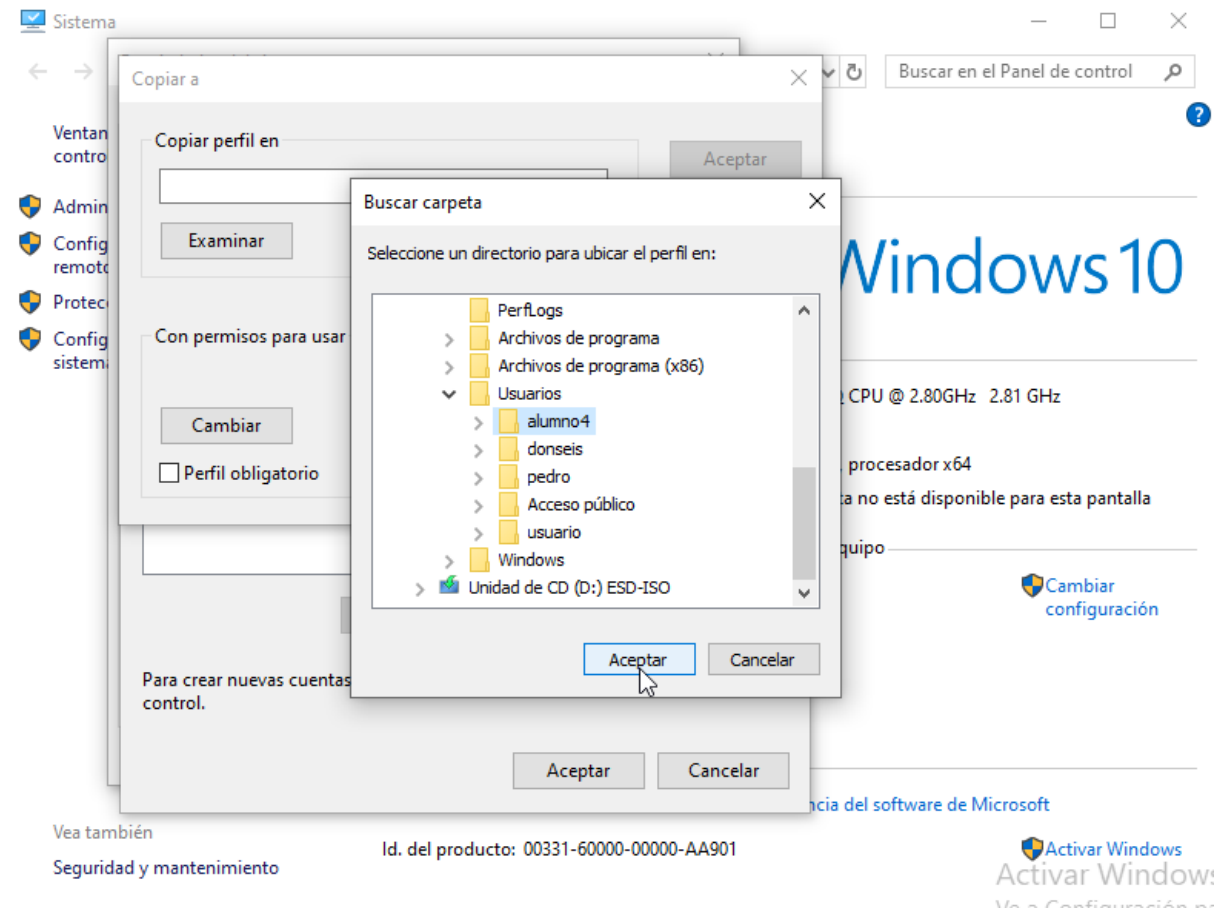 Sistema
Buscar en el Panel de control
Copiar a
Copiar perfil en
Aceptar
Examinar
Con permisos para usar
Cambiar
Perfil obligatorio
Buscar carpeta
Seleccione un directorio para ubicar el perfil en:
PerfLogs
Archivos de programa
Archivos de programa (x86)
Usuarios
alumno4
donseis
pedro
Acceso público
usuario
Windows
Unidad de CD (D:) ESD-ISO
Aceptar
Cancelar
Para crear nuevas cuentas
control.
Aceptar
Cancelar
Ventan
contro
Admin
Config
remoto
Protec
Config
sistem
Windows 10
CPU @ 2.80GHz 2.81 GHz
procesador x64
no está disponible para esta pantalla
quipo
Cambiar
configuración
ncia del software de Microsoft
Vea también
Seguridad y mantenimiento
Id. del producto: 00331-60000-00000-AA901
Activar Windows
Activar Windows